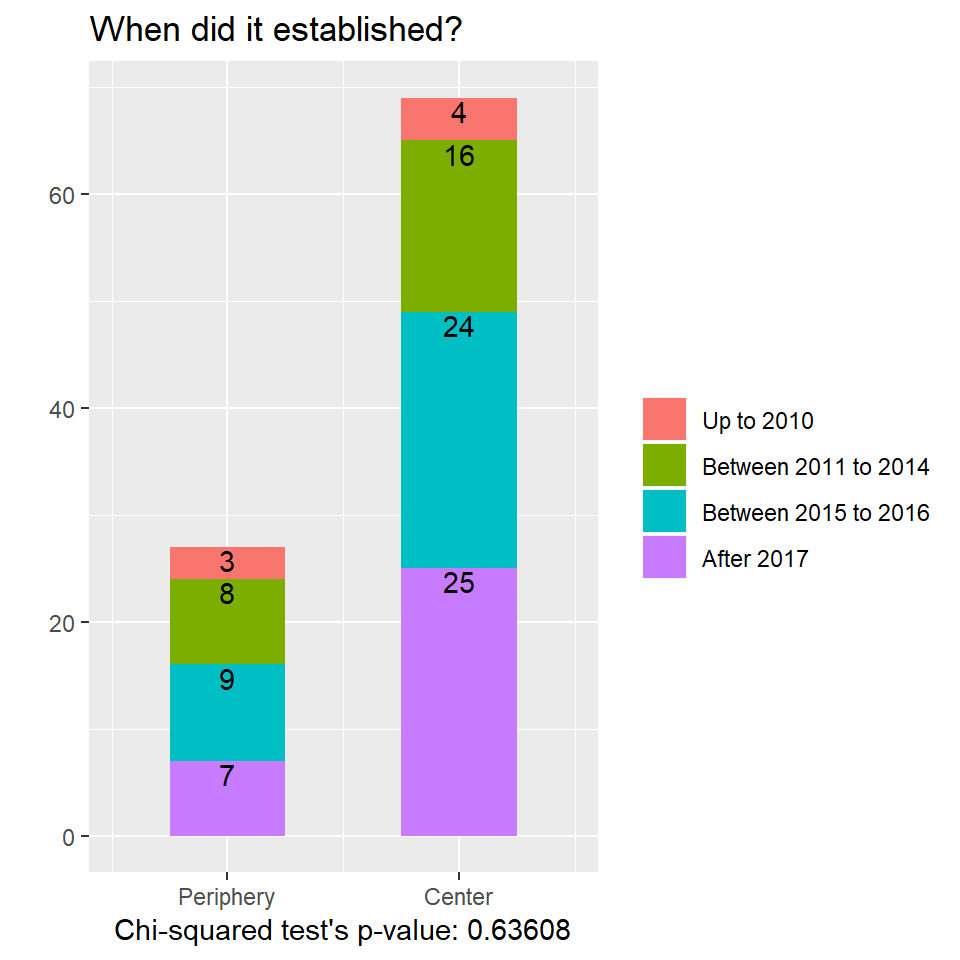 When did it established?
60
40
20
0
4
16
24
25
3
8
9
7
Periphery
Center
Chi-squared test's p-value: 0.63608
Up to 2010
Between 2011 to 2014
Between 2015 to 2016
After 2017